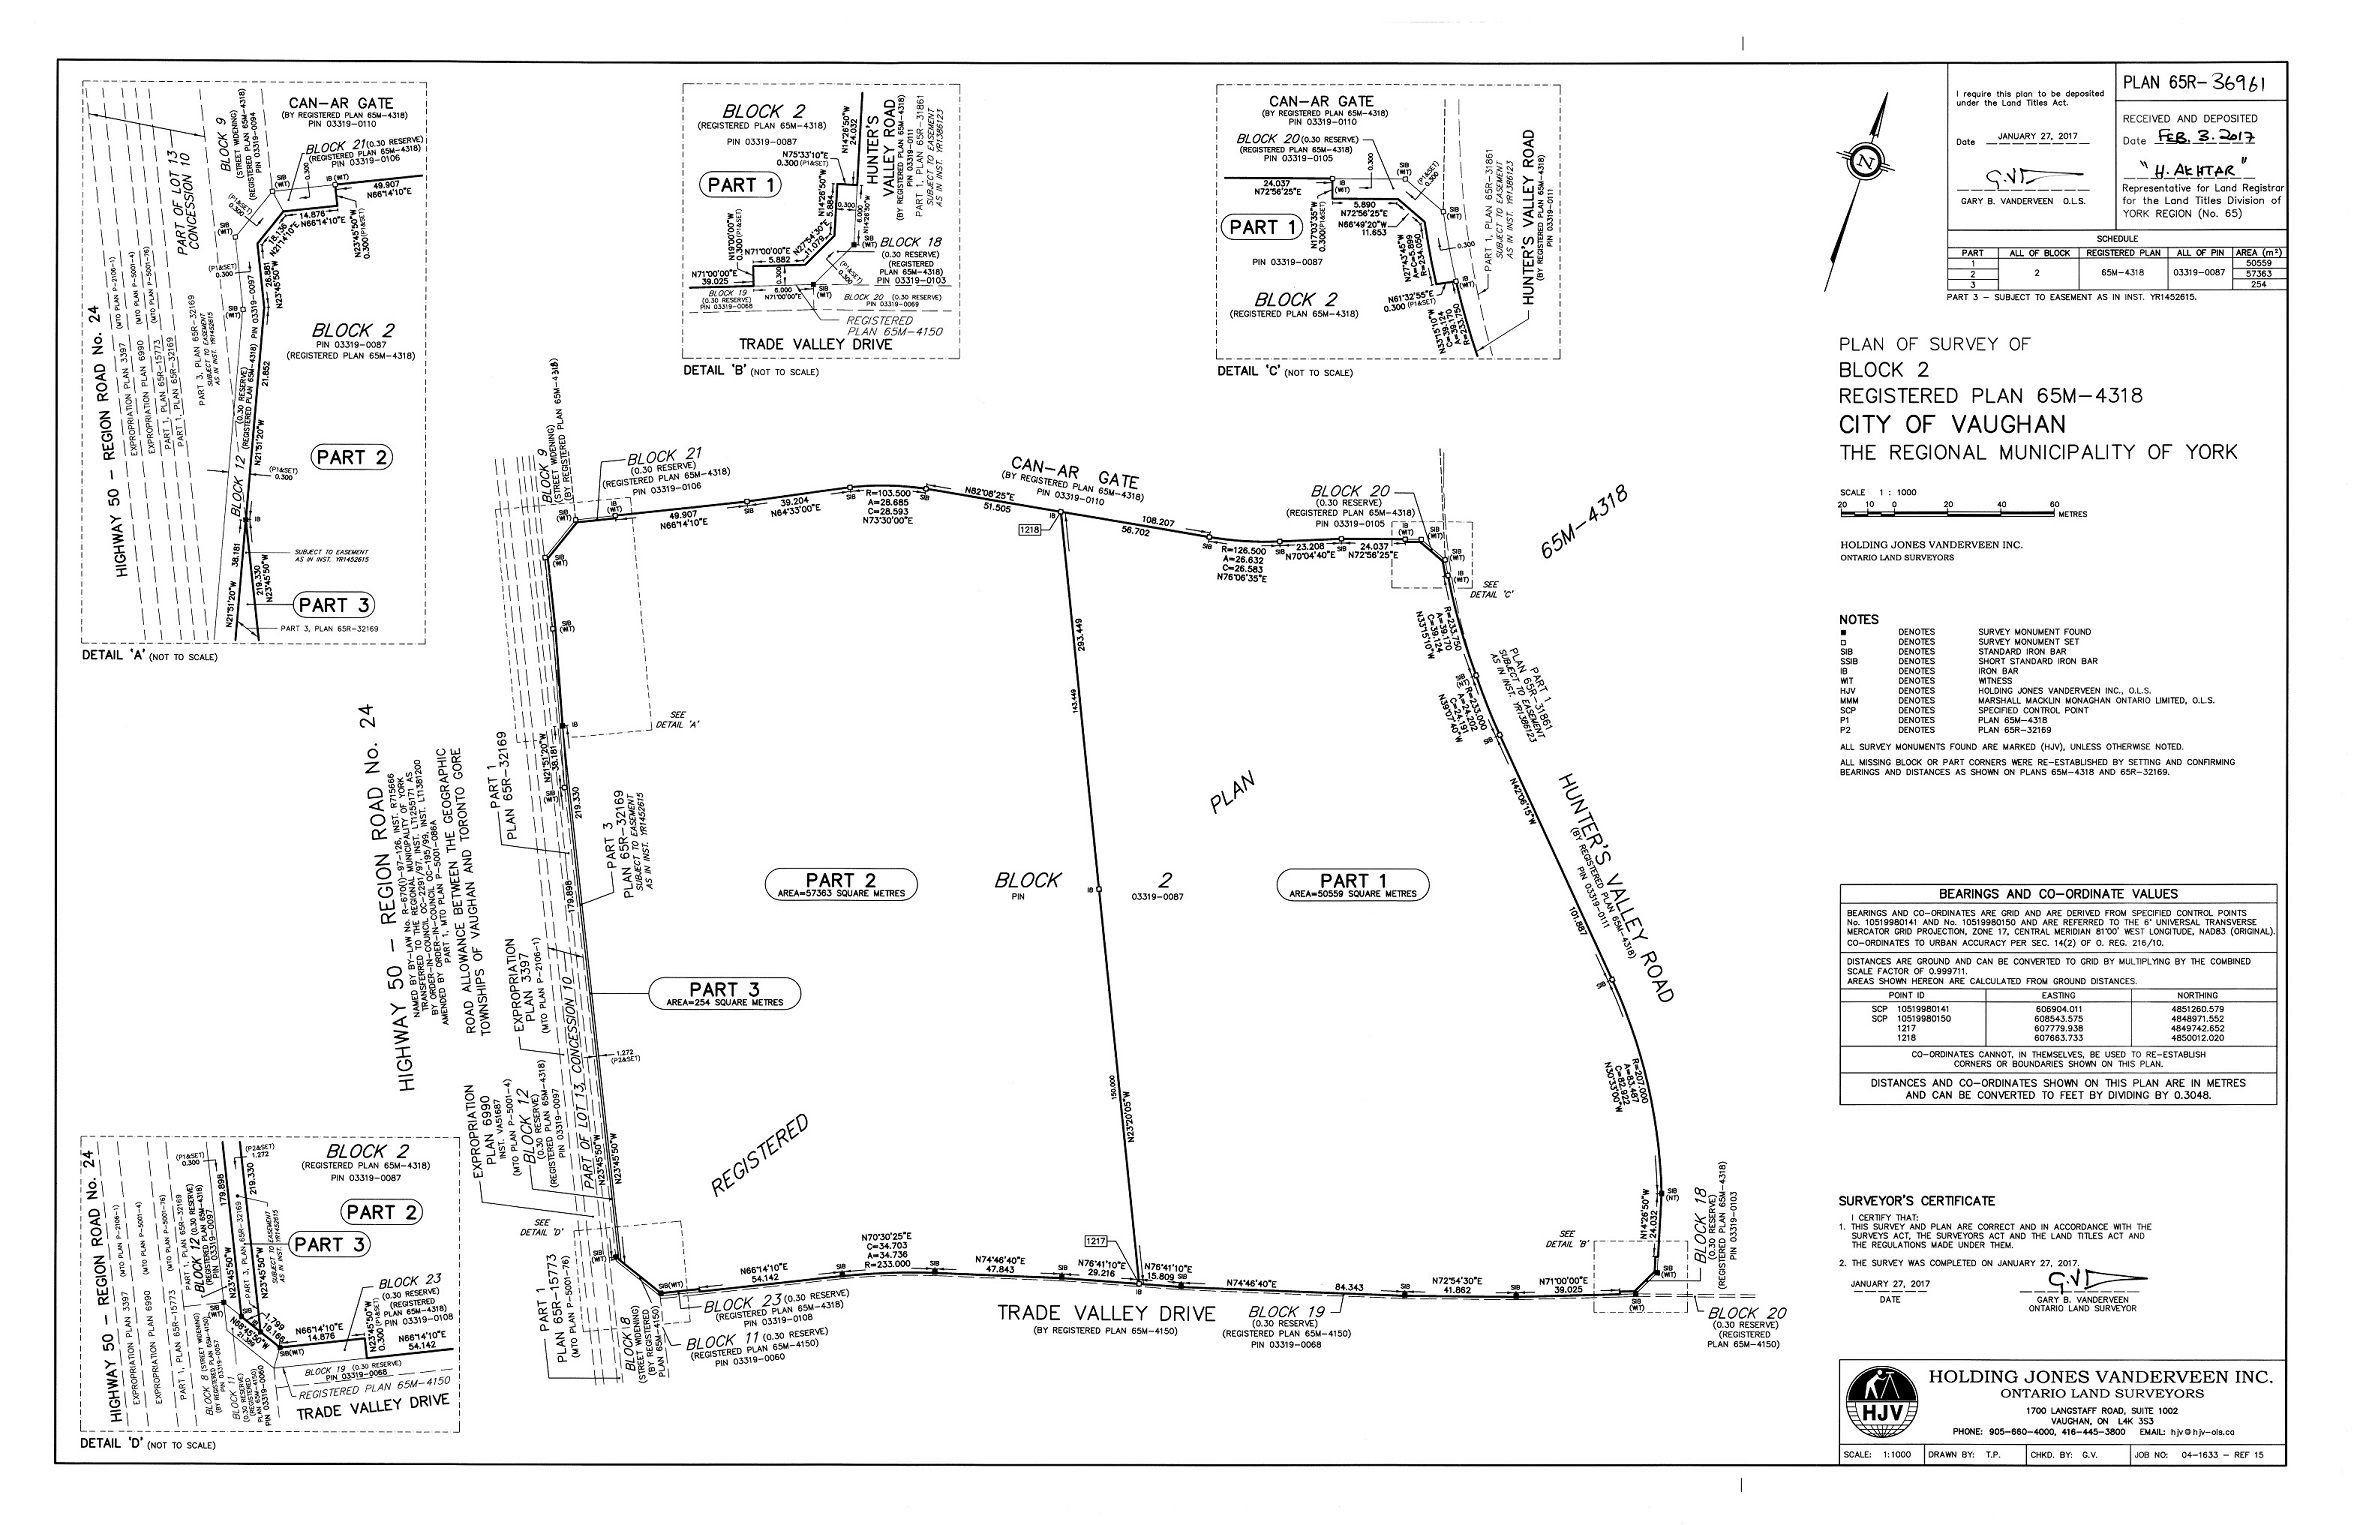 I require this plan to be deposited
under the Land Titles Act.
Date JANUARY 27, 2017
GARY B. VANDERVEEN O.L.S.
PLAN 65R-36961
RECEIVED AND DEPOSITED
Date FEB. 3. 2017
"H. AKHTAR"
Representative for Land Registrar
for the Land Titles Division of
YORK REGION (No. 65)
SCHEDULE
PART ALL OF BLOCK REGISTERED PLAN ALL OF PIN AREA (m²)
1 50559
2 2 65M-4318 03319-0087 57363
3 254
PART 3 - SUBJECT TO EASEMENT AS IN INST. YR1452615.
N
PLAN OF SURVEY OF
BLOCK 2
REGISTERED PLAN 65M-4318
CITY OF VAUGHAN
THE REGIONAL MUNICIPALITY OF YORK
SCALE 1 : 1000
20 10 0 20 40 60
METRES
HOLDING JONES VANDERVEEN INC.
ONTARIO LAND SURVEYORS
NOTES
■ DENOTES SURVEY MONUMENT FOUND
□ DENOTES SURVEY MONUMENT SET
SIB DENOTES STANDARD IRON BAR
SSIB DENOTES SHORT STANDARD IRON BAR
IB DENOTES IRON BAR
WIT DENOTES WITNESS
HJV DENOTES HOLDING JONES VANDERVEEN INC., O.L.S.
MMM DENOTES MARSHALL MACKLIN MONAGHAN ONTARIO LIMITED, O.L.S.
SCP DENOTES SPECIFIED CONTROL POINT
P1 DENOTES PLAN 65M-4318
P2 DENOTES PLAN 65R-32169
ALL SURVEY MONUMENTS FOUND ARE MARKED (HJV), UNLESS OTHERWISE NOTED.
ALL MISSING BLOCK OR PART CORNERS WERE RE-ESTABLISHED BY SETTING AND CONFIRMING
BEARINGS AND DISTANCES AS SHOWN ON PLANS 65M-4318 AND 65R-32169.
BEARINGS AND CO-ORDINATE VALUES
BEARINGS AND CO-ORDINATES ARE GRID AND ARE DERIVED FROM SPECIFIED CONTROL POINTS
No. 10519980141 AND No. 10519980150 AND ARE REFERRED TO THE 6° UNIVERSAL TRANSVERSE
MERCATOR GRID PROJECTION, ZONE 17, CENTRAL MERIDIAN 81°00' WEST LONGITUDE, NAD83 (ORIGINAL).
CO-ORDINATES TO URBAN ACCURACY PER SEC. 14(2) OF O. REG. 216/10.
DISTANCES ARE GROUND AND CAN BE CONVERTED TO GRID BY MULTIPLYING BY THE COMBINED
SCALE FACTOR OF 0.999711.
AREAS SHOWN HEREON ARE CALCULATED FROM GROUND DISTANCES.
POINT ID EASTING NORTHING
SCP 10519980141 606904.011 4851260.579
SCP 10519980150 608543.575 4848971.552
1217 607779.938 4849742.652
1218 607663.733 4850012.020
CO-ORDINATES CANNOT, IN THEMSELVES, BE USED TO RE-ESTABLISH
CORNERS OR BOUNDARIES SHOWN ON THIS PLAN.
DISTANCES AND CO-ORDINATES SHOWN ON THIS PLAN ARE IN METRES
AND CAN BE CONVERTED TO FEET BY DIVIDING BY 0.3048.
SURVEYOR'S CERTIFICATE
I CERTIFY THAT:
1. THIS SURVEY AND PLAN ARE CORRECT AND IN ACCORDANCE WITH THE
SURVEYS ACT, THE SURVEYORS ACT AND THE LAND TITLES ACT AND
THE REGULATIONS MADE UNDER THEM.
2. THE SURVEY WAS COMPLETED ON JANUARY 27, 2017.
JANUARY 27, 2017
DATE
GARY B. VANDERVEEN
ONTARIO LAND SURVEYOR
HJV
HOLDING JONES VANDERVEEN INC.
ONTARIO LAND SURVEYORS
1700 LANGSTAFF ROAD, SUITE 1002
VAUGHAN, ON L4K 3S3
PHONE: 905-660-4000, 416-445-3800 EMAIL: hjv@hjv-ols.ca
SCALE: 1:1000 DRAWN BY: T.P. CHKD. BY: G.V. JOB NO: 04-1633 - REF 15
CAN-AR GATE
(BY REGISTERED PLAN 65M-4318)
PIN 03319-0110
BLOCK 21 (0.30 RESERVE)
(REGISTERED PLAN 65M-4318)
PIN 03319-0106
BLOCK 9
(STREET WIDENING)
(REGISTERED PLAN 65M-4318)
PIN 03319-0094
PART OF LOT 13
CONCESSION 10
49.907
N66°14'10"E
14.876
N66°14'10"E
N23°45'50"W
0.300 (P1&SET)
18.136
N21°14'10"E
26.881
N23°45'50"W
21.852
N21°51'20"W
HIGHWAY 50 - REGION ROAD No. 24
EXPROPRIATION PLAN 3397 (MTO PLAN P-2106-1)
EXPROPRIATION PLAN 6990 (MTO PLAN P-5001-4)
PART 1, PLAN 65R-15773 (MTO PLAN P-5001-76)
PART 1, PLAN 65R-32169
PART 3, PLAN 65R-32169
SUBJECT TO EASEMENT
AS IN INST. YR1452615
BLOCK 12 (0.30 RESERVE)
(REGISTERED PLAN 65M-4318) PIN 03319-0097
BLOCK 2
PIN 03319-0087
(REGISTERED PLAN 65M-4318)
PART 2
(P1&SET)
0.300
IB
SUBJECT TO EASEMENT
AS IN INST. YR1452615
38.181
N21°51'20"W
219.330
N23°45'50"W
PART 3
PART 3, PLAN 65R-32169
DETAIL 'A' (NOT TO SCALE)
BLOCK 2
(REGISTERED PLAN 65M-4318)
PIN 03319-0087
PART 1
HUNTER'S
VALLEY ROAD
(BY REGISTERED PLAN 65M-4318)
PIN 03319-0111
PART 1, PLAN 65R-31861
SUBJECT TO EASEMENT
AS IN INST. YR1386123
N14°26'50"W
24.032
N75°33'10"E
0.300 (P1&SET)
N14°26'50"W
5.884
N27°54'30"E
11.079
N19°00'00"W
0.300 (P1&SET)
N71°00'00"E
5.882
N71°00'00"E
39.025
6.000
N71°00'00"E
6.000
N14°26'50"W
BLOCK 18
(0.30 RESERVE)
(REGISTERED
PLAN 65M-4318)
PIN 03319-0103
BLOCK 19
(0.30 RESERVE)
PIN 03319-0068
BLOCK 20 (0.30 RESERVE)
PIN 03319-0069
REGISTERED
PLAN 65M-4150
TRADE VALLEY DRIVE
DETAIL 'B' (NOT TO SCALE)
CAN-AR GATE
(BY REGISTERED PLAN 65M-4318)
PIN 03319-0110
BLOCK 20 (0.30 RESERVE)
(REGISTERED PLAN 65M-4318)
PIN 03319-0105
24.037
N72°56'25"E
PART 1
N17°03'35"W
0.300 (P1&SET)
5.890
N72°56'25"E
N66°49'20"W
11.653
N27°43'45"W
A=C=5.899
R=234.050
N61°32'55"E
0.300 (P1&SET)
N33°15'10"W
C=39.124
A=39.170
R=233.750
PIN 03319-0087
BLOCK 2
(REGISTERED PLAN 65M-4318)
PART 1, PLAN 65R-31861
SUBJECT TO EASEMENT
AS IN INST. YR1386123
HUNTER'S VALLEY ROAD
(BY REGISTERED PLAN 65M-4318)
PIN 03319-0111
DETAIL 'C' (NOT TO SCALE)
BLOCK 9
(STREET WIDENING)
(BY REGISTERED PLAN 65M-4318)
BLOCK 21
(0.30 RESERVE)
(REGISTERED PLAN 65M-4318)
PIN 03319-0106
49.907
N66°14'10"E
39.204
N64°33'00"E
R=103.500
A=28.685
C=28.593
N73°30'00"E
N82°08'25"E
51.505
CAN-AR GATE
(BY REGISTERED PLAN 65M-4318)
PIN 03319-0110
1218
108.207
56.702
R=126.500
A=26.632
C=26.583
N76°06'35"E
23.208
N70°04'40"E
24.037
N72°56'25"E
BLOCK 20
(0.30 RESERVE)
(REGISTERED PLAN 65M-4318)
PIN 03319-0105
SEE
DETAIL 'C'
65M-4318
R=233.750
A=39.170
C=39.124
N33°15'10"W
R=233.000
A=24.202
C=24.191
N39°07'40"W
PART 1
PLAN 65R-31861
SUBJECT TO EASEMENT
AS IN INST. YR1386123
N42°06'15"W
101.887
HUNTER'S VALLEY ROAD
(BY REGISTERED PLAN 65M-4318)
PIN 03319-0111
R=207.000
A=83.487
C=82.922
N30°33'00"W
SIB
(NT)
N14°26'50"W
24.032
BLOCK 18
(0.30 RESERVE)
(REGISTERED PLAN 65M-4318)
PIN 03319-0103
SEE
DETAIL 'B'
BLOCK 20
(0.30 RESERVE)
(REGISTERED
PLAN 65M-4150)
SEE
DETAIL 'A'
HIGHWAY 50 - REGION ROAD No. 24
NAMED BY BY-LAW No. R-670(1)-97-126, INST. R715666
TRANSFERRED TO THE REGIONAL MUNICIPALITY OF YORK
BY ORDER-IN-COUNCIL OC-2291/97, INST. LT1255171 AS
AMENDED BY ORDER-IN-COUNCIL OC-195/99, INST. LT1381200
PART 1, MTO PLAN P-5001-086A
ROAD ALLOWANCE BETWEEN THE GEOGRAPHIC
TOWNSHIPS OF VAUGHAN AND TORONTO GORE
PART 1
PLAN 65R-32169
N21°51'20"W
38.181
219.330
179.898
PART 3
PLAN 65R-32169
SUBJECT TO EASEMENT
AS IN INST. YR1452615
293.449
143.449
150.000
N23°20'05"W
PLAN
PART 2
AREA=57363 SQUARE METRES
BLOCK 2
PIN 03319-0087
PART 1
AREA=50559 SQUARE METRES
PART 3
AREA=254 SQUARE METRES
REGISTERED
EXPROPRIATION
PLAN 3397
(MTO PLAN P-2106-1)
PART OF LOT 13, CONCESSION 10
1.272
(P2&SET)
EXPROPRIATION
PLAN 6990
INST. VA51687
(MTO PLAN P-5001-4)
BLOCK 12
(0.30 RESERVE)
(REGISTERED PLAN 65M-4318)
PIN 03319-0097
N23°45'50"W
N23°45'50"W
SEE
DETAIL 'D'
PART 1
PLAN 65R-15773
(MTO PLAN P-5001-76)
BLOCK 8
(STREET WIDENING)
(BY REGISTERED
PLAN 65M-4150)
SIB(WIT)
N66°14'10"E
54.142
BLOCK 23 (0.30 RESERVE)
(REGISTERED PLAN 65M-4318)
PIN 03319-0108
BLOCK 11 (0.30 RESERVE)
(REGISTERED PLAN 65M-4150)
PIN 03319-0060
N70°30'25"E
C=34.703
A=34.736
R=233.000
N74°46'40"E
47.843
1217
N76°41'10"E
29.216
N76°41'10"E
15.809
N74°46'40"E
84.343
N72°54'30"E
41.862
N71°00'00"E
39.025
TRADE VALLEY DRIVE
(BY REGISTERED PLAN 65M-4150)
BLOCK 19
(0.30 RESERVE)
(REGISTERED PLAN 65M-4150)
PIN 03319-0068
HIGHWAY 50 - REGION ROAD No. 24
EXPROPRIATION PLAN 3397 (MTO PLAN P-2106-1)
EXPROPRIATION PLAN 6990 (MTO PLAN P-5001-4)
PART 1, PLAN 65R-15773 (MTO PLAN P-5001-76)
PART 1, PLAN 65R-32169
BLOCK 12 (0.30 RESERVE)
(REGISTERED PLAN 65M-4318)
PIN 03319-0097
(P1&SET)
0.300
(P2&SET)
1.272
179.898
219.330
N23°45'50"W
N23°45'50"W
PART 3, PLAN 65R-32169
SUBJECT TO EASEMENT
AS IN INST. YR1452615
BLOCK 2
(REGISTERED PLAN 65M-4318)
PIN 03319-0087
PART 2
PART 3
BLOCK 23
(0.30 RESERVE)
(REGISTERED
PLAN 65M-4318)
PIN 03319-0108
1.799
19.166
N68°45'50"W
SIB(WIT)
N66°14'10"E
14.876
N23°45'50"W
0.300 (P1&SET)
N66°14'10"E
54.142
BLOCK 8 (STREET WIDENING)
(BY REGISTERED PLAN 65M-4150)
PIN 03319-0057
BLOCK 11
(0.30 RESERVE)
(REGISTERED
PLAN 65M-4150)
PIN 03319-0060
BLOCK 19 (0.30 RESERVE)
PIN 03319-0068
REGISTERED PLAN 65M-4150
TRADE VALLEY DRIVE
DETAIL 'D' (NOT TO SCALE)